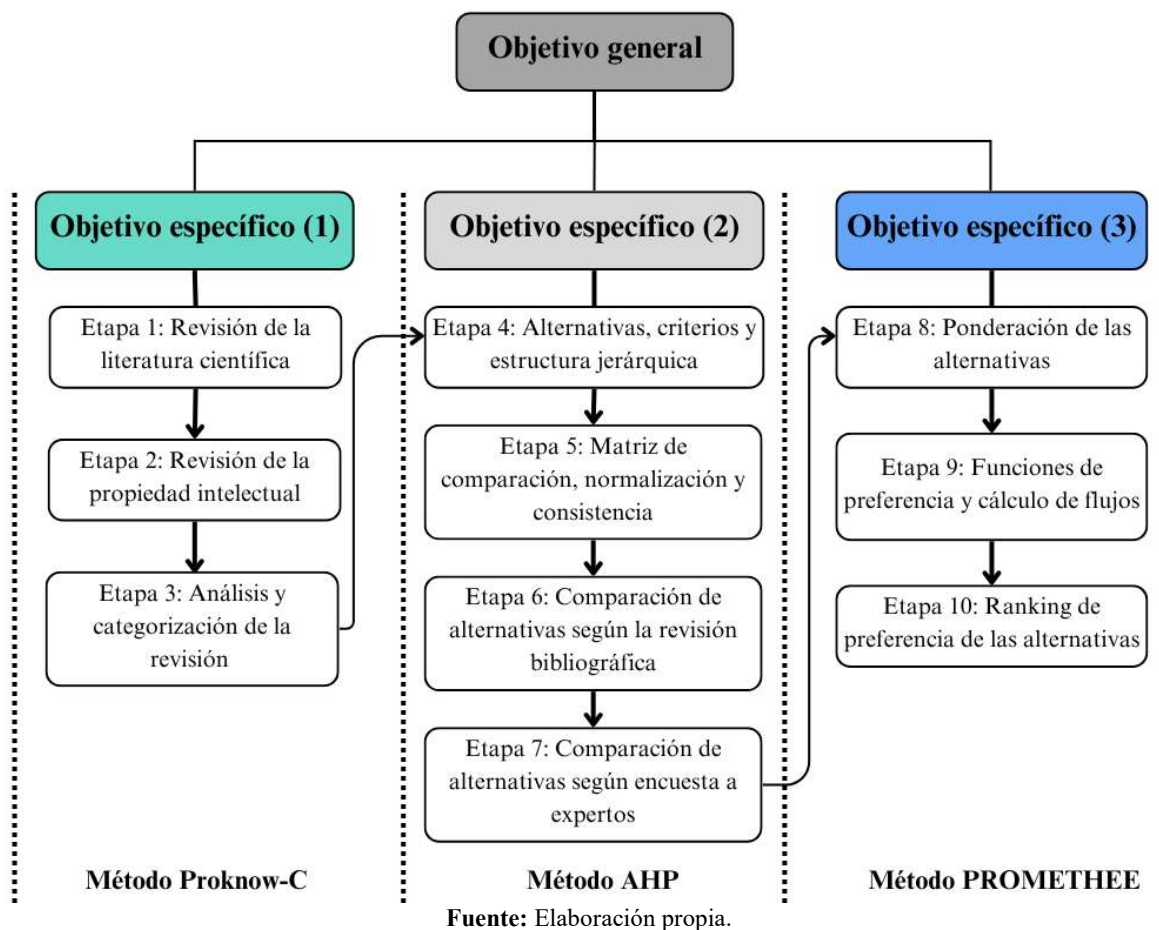 Objetivo general
Objetivo específico (1)
Etapa 1: Revisión de la
literatura científica
Etapa 2: Revisión de la
propiedad intelectual
Etapa 3: Análisis y
categorización de la
revisión
Método Proknow-C
Objetivo específico (2)
Etapa 4: Alternativas, criterios y
estructura jerárquica
Etapa 5: Matriz de
comparación, normalización y
consistencia
Etapa 6: Comparación de
alternativas según la revisión
bibliográfica
Etapa 7: Comparación de
alternativas según encuesta a
expertos
Método AHP
Objetivo específico (3)
Etapa 8: Ponderación de las
alternativas
Etapa 9: Funciones de
preferencia y cálculo de flujos
Etapa 10: Ranking de
preferencia de las alternativas
Método PROMETHEE
Fuente: Elaboración propia.